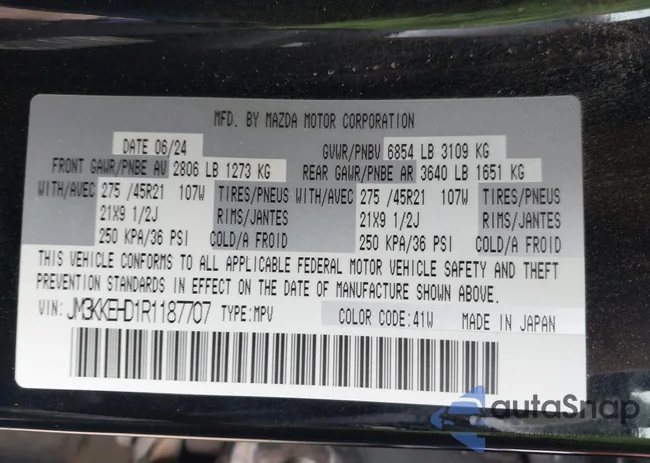 MFD. BY MAZDA MOTOR CORPORATION
DATE 06/24 GVWR/PNBV 6854 LB 3109 KG
FRONT GAWR/PNBE AV 2806 LB 1273 KG REAR GAWR/PNBE AR 3640 LB 1651 KG
WITH/AVEC 275 /45R21 107W TIRES/PNEUS WITH/AVEC 275 /45R21 107W TIRES/PNEUS
21X9 1/2J RIMS/JANTES 21X9 1/2J RIMS/JANTES
250 KPA/36 PSI COLD/A FROID 250 KPA/36 PSI COLD/A FROID
THIS VEHICLE CONFORMS TO ALL APPLICABLE FEDERAL MOTOR VEHICLE SAFETY AND THEFT
PREVENTION STANDARDS IN EFFECT ON THE DATE OF MANUFACTURE SHOWN ABOVE.
VIN: JM3KKEHD1R1187707 TYPE:MPV COLOR CODE:41W MADE IN JAPAN
autoSnap